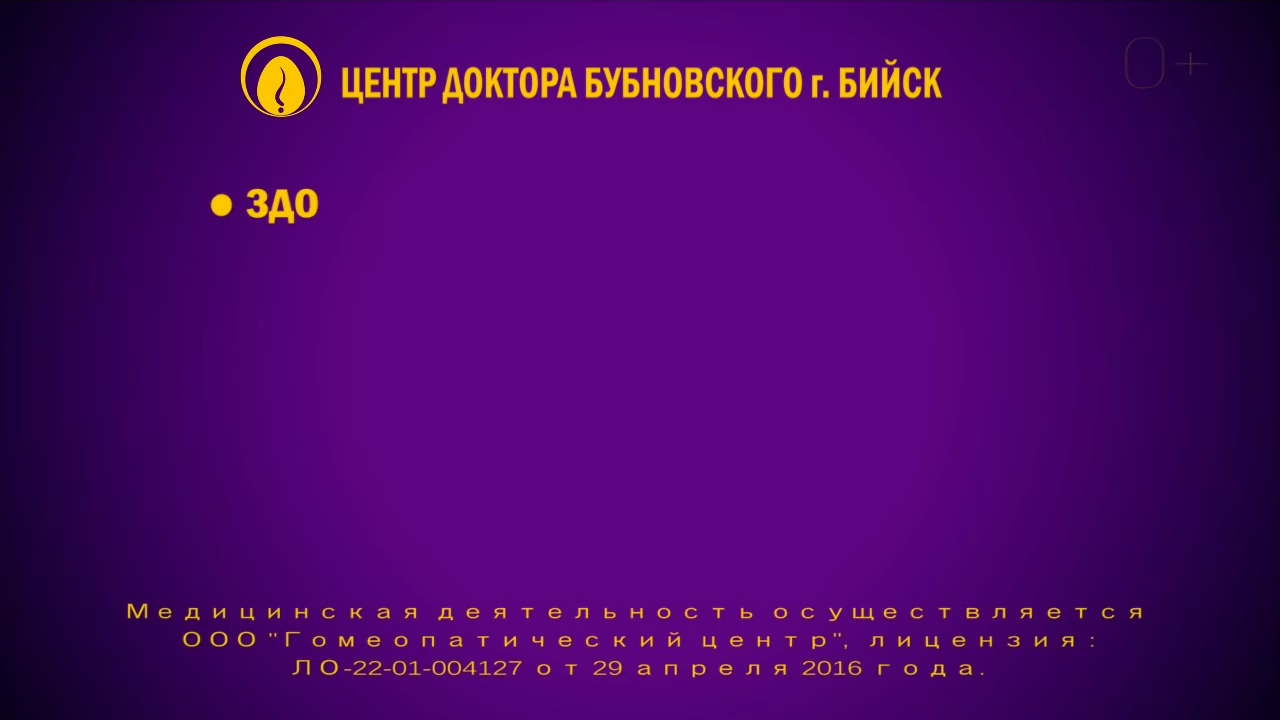 ЦЕНТР ДОКТОРА БУБНОВСКОГО г. БИЙСК
0+
• ЗДО
Медицинская деятельность осуществляется
ООО "Гомеопатический центр", лицензия:
ЛО-22-01-004127 от 29 апреля 2016 года.